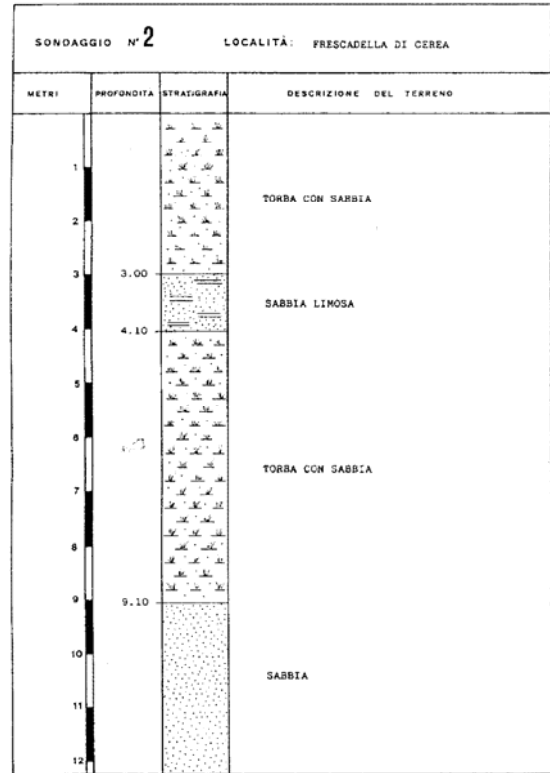 SONDAGGIO N° 2 LOCALITÀ: FRESCADELLA DI CEREA
METRI PROFONDITA STRATIGRAFIA DESCRIZIONE DEL TERRENO
1
TORBA CON SABBIA
2
3 3.00
SABBIA LIMOSA
4 4.10
5
6
TORBA CON SABBIA
7
8
9 9.10
10
SABBIA
11
12